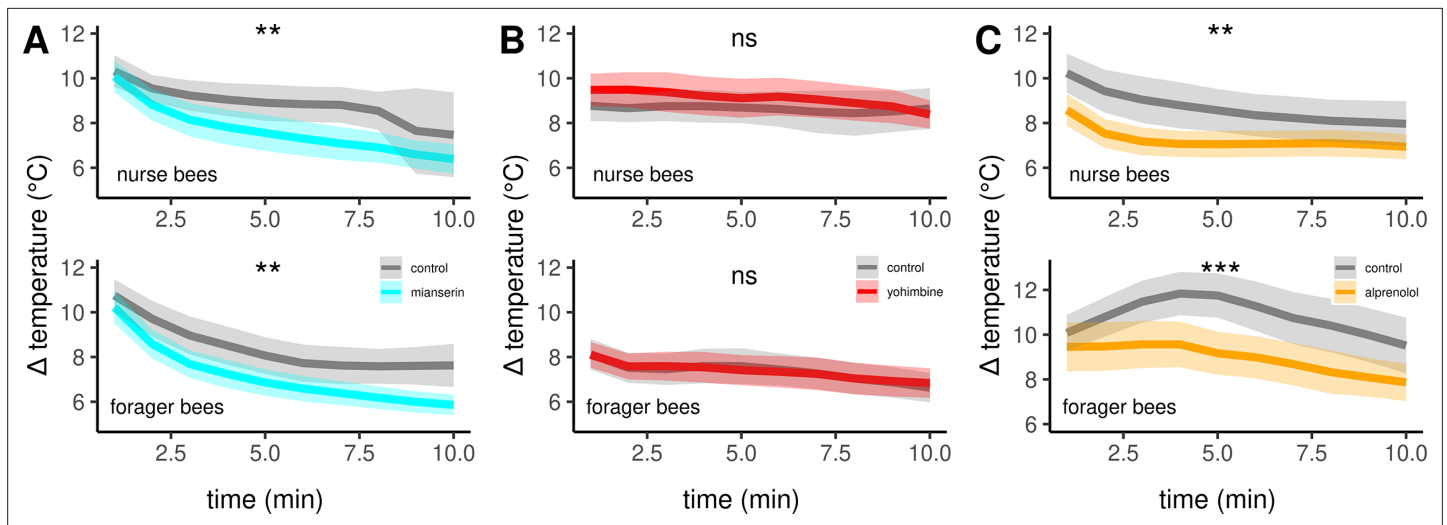 A
**
12
10
8
6
nurse bees
2.5 5.0 7.5 10.0
**
12
10
8
6
control
mianserin
forager bees
2.5 5.0 7.5 10.0
Δ temperature (°C)
time (min)
B
ns
12
10
8
6
nurse bees
2.5 5.0 7.5 10.0
ns
12
10
8
6
control
yohimbine
forager bees
2.5 5.0 7.5 10.0
Δ temperature (°C)
time (min)
C
**
12
10
8
6
nurse bees
2.5 5.0 7.5 10.0
***
12
10
8
6
control
alprenolol
forager bees
2.5 5.0 7.5 10.0
Δ temperature (°C)
time (min)